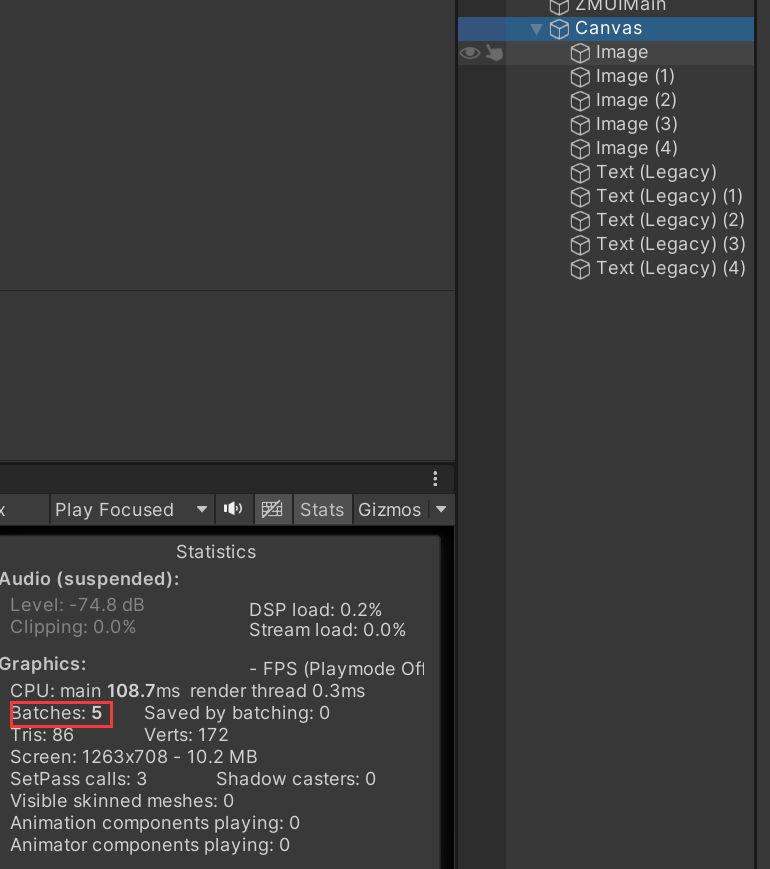 ZMUIMain
Canvas
Image
Image (1)
Image (2)
Image (3)
Image (4)
Text (Legacy)
Text (Legacy) (1)
Text (Legacy) (2)
Text (Legacy) (3)
Text (Legacy) (4)
x Play Focused Stats Gizmos
Statistics
Audio (suspended):
Level: -74.8 dB DSP load: 0.2%
Clipping: 0.0% Stream load: 0.0%
Graphics: - FPS (Playmode Off
CPU: main 108.7ms render thread 0.3ms
Batches: 5 Saved by batching: 0
Tris: 86 Verts: 172
Screen: 1263x708 - 10.2 MB
SetPass calls: 3 Shadow casters: 0
Visible skinned meshes: 0
Animation components playing: 0
Animator components playing: 0